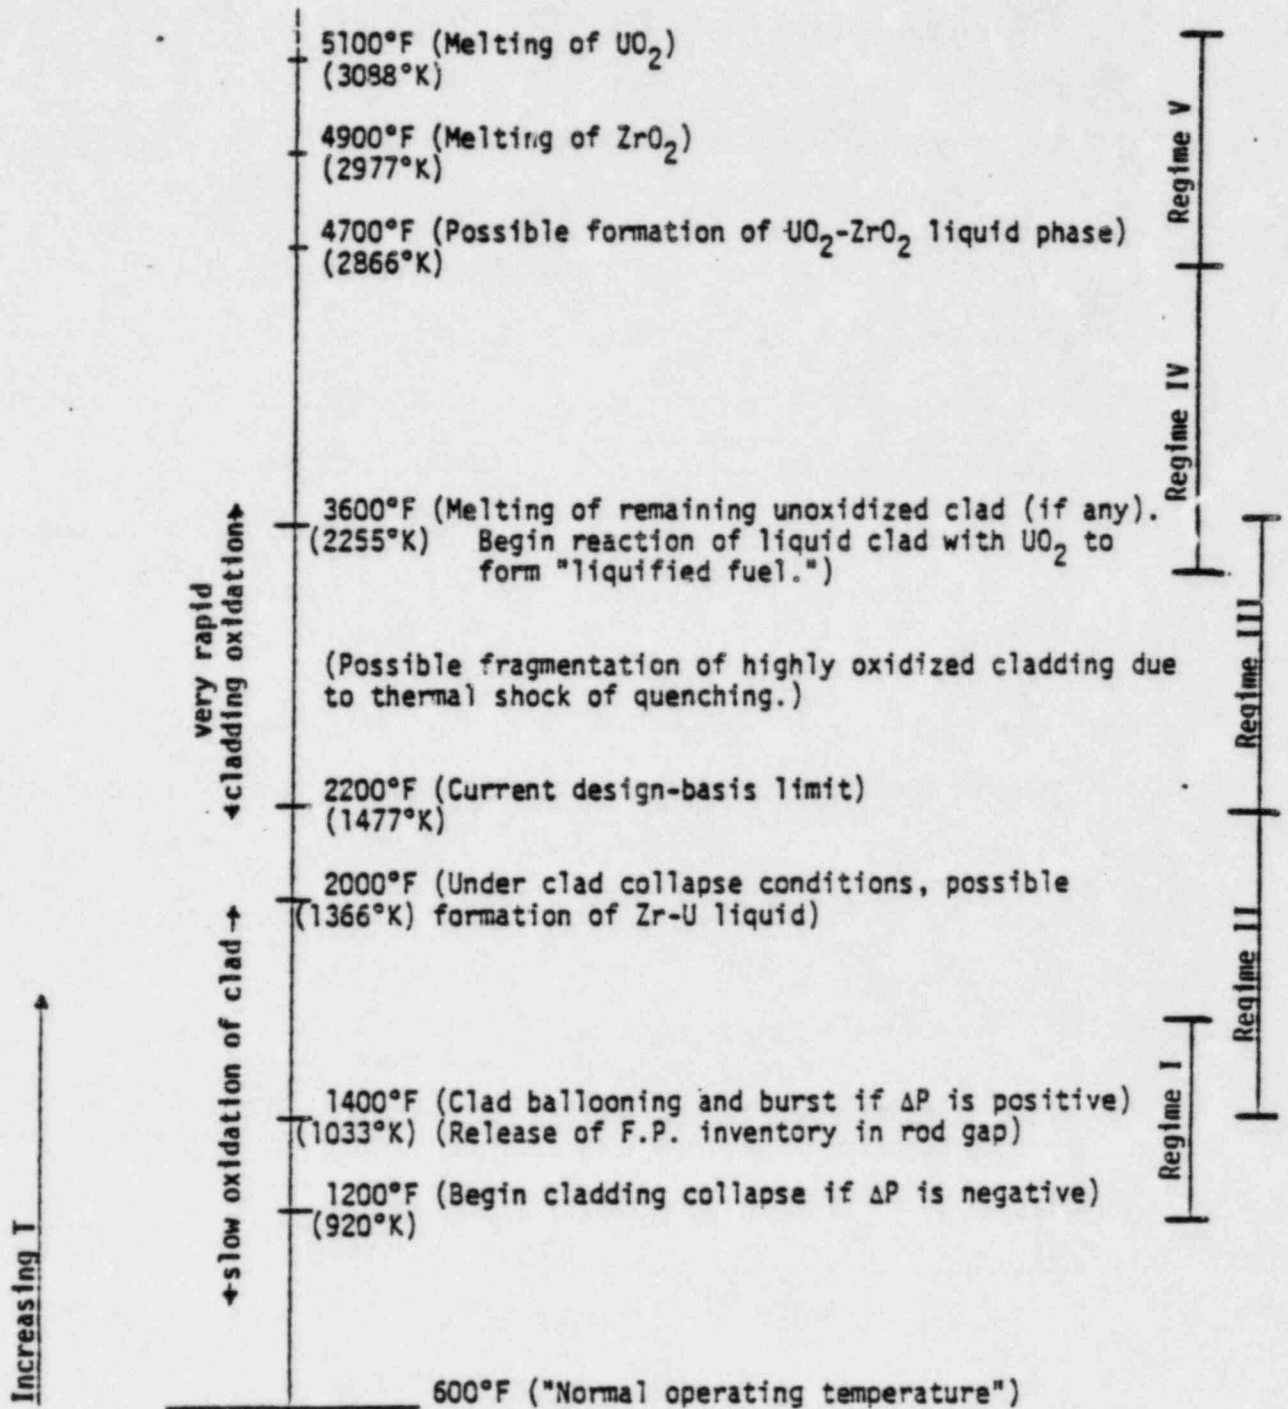 5100°F (Melting of UO₂)
(3088°K)
4900°F (Melting of ZrO₂)
(2977°K)
4700°F (Possible formation of UO₂-ZrO₂ liquid phase)
(2866°K)
3600°F (Melting of remaining unoxidized clad (if any).
(2255°K) Begin reaction of liquid clad with UO₂ to
form "liquified fuel.")
(Possible fragmentation of highly oxidized cladding due
to thermal shock of quenching.)
2200°F (Current design-basis limit)
(1477°K)
2000°F (Under clad collapse conditions, possible
(1366°K) formation of Zr-U liquid)
1400°F (Clad ballooning and burst if ΔP is positive)
(1033°K) (Release of F.P. inventory in rod gap)
1200°F (Begin cladding collapse if ΔP is negative)
(920°K)
600°F ("Normal operating temperature")
very rapid
cladding oxidation
slow oxidation of clad
Increasing T
Regime V
Regime IV
Regime III
Regime II
Regime I